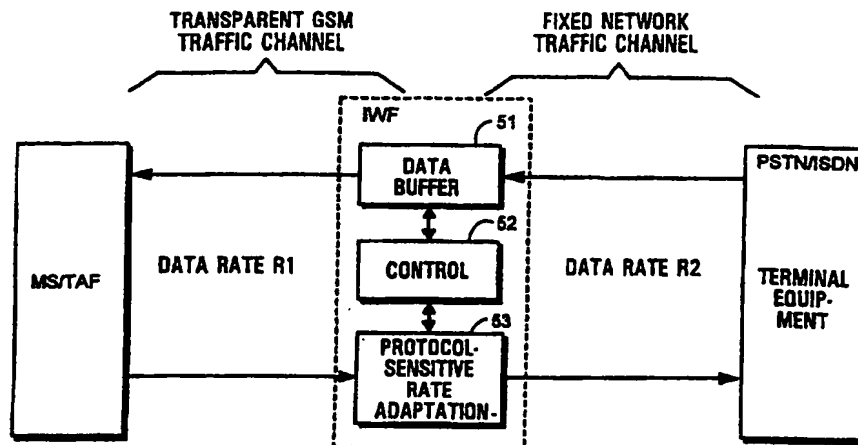 TRANSPARENT GSM
TRAFFIC CHANNEL
FIXED NETWORK
TRAFFIC CHANNEL
IWF
51
DATA
BUFFER
PSTN/ISDN
52
MS/TAF
DATA RATE R1
CONTROL
DATA RATE R2
TERMINAL
EQUIP-
MENT
53
PROTOCOL-
SENSITIVE
RATE
ADAPTATION-